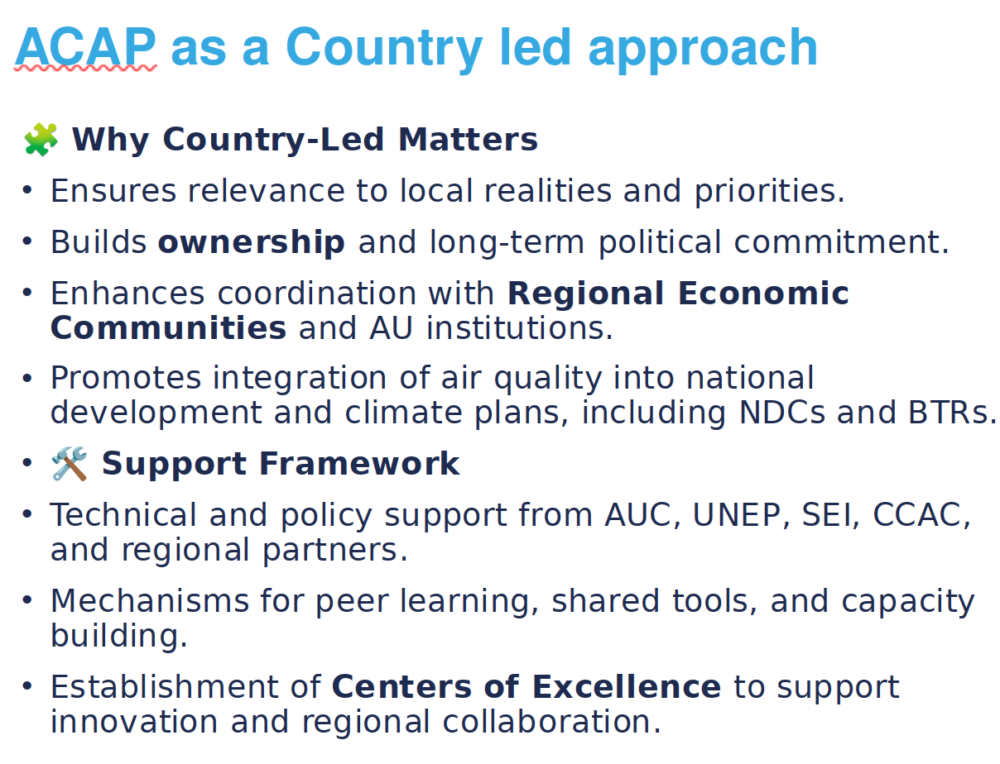 ACAP as a Country led approach
🧩 Why Country-Led Matters
• Ensures relevance to local realities and priorities.
• Builds ownership and long-term political commitment.
• Enhances coordination with Regional Economic
Communities and AU institutions.
• Promotes integration of air quality into national
development and climate plans, including NDCs and BTRs.
• 🛠️ Support Framework
• Technical and policy support from AUC, UNEP, SEI, CCAC,
and regional partners.
• Mechanisms for peer learning, shared tools, and capacity
building.
• Establishment of Centers of Excellence to support
innovation and regional collaboration.